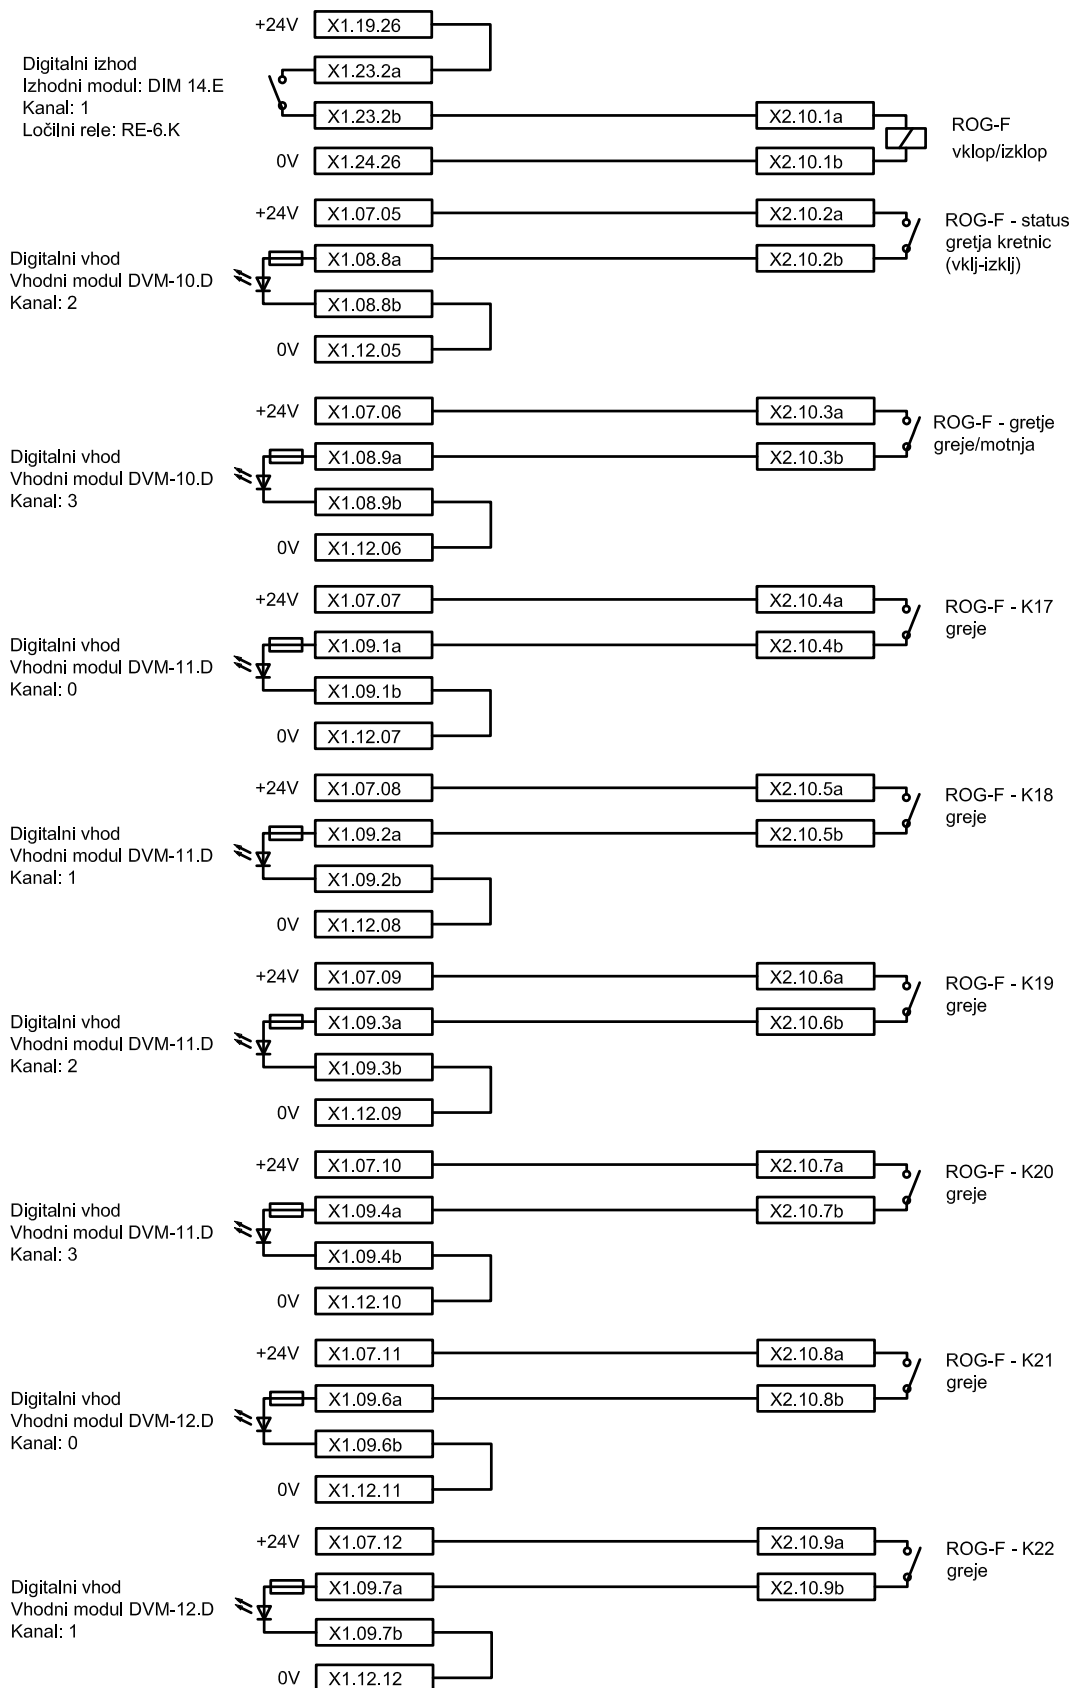 +24V X1.19.26
Digitalni izhod
Izhodni modul: DIM 14.E
Kanal: 1
Ločilni rele: RE-6.K
X1.23.2a
X1.23.2b X2.10.1a
0V X1.24.26 X2.10.1b
ROG-F
vklop/izklop
+24V X1.07.05 X2.10.2a
ROG-F - status
gretja kretnic
(vklj-izklj)
Digitalni vhod
Vhodni modul DVM-10.D
Kanal: 2
X1.08.8a X2.10.2b
X1.08.8b
0V X1.12.05
+24V X1.07.06 X2.10.3a
ROG-F - gretje
greje/motnja
Digitalni vhod
Vhodni modul DVM-10.D
Kanal: 3
X1.08.9a X2.10.3b
X1.08.9b
0V X1.12.06
+24V X1.07.07 X2.10.4a
ROG-F - K17
greje
Digitalni vhod
Vhodni modul DVM-11.D
Kanal: 0
X1.09.1a X2.10.4b
X1.09.1b
0V X1.12.07
+24V X1.07.08 X2.10.5a
ROG-F - K18
greje
Digitalni vhod
Vhodni modul DVM-11.D
Kanal: 1
X1.09.2a X2.10.5b
X1.09.2b
0V X1.12.08
+24V X1.07.09 X2.10.6a
ROG-F - K19
greje
Digitalni vhod
Vhodni modul DVM-11.D
Kanal: 2
X1.09.3a X2.10.6b
X1.09.3b
0V X1.12.09
+24V X1.07.10 X2.10.7a
ROG-F - K20
greje
Digitalni vhod
Vhodni modul DVM-11.D
Kanal: 3
X1.09.4a X2.10.7b
X1.09.4b
0V X1.12.10
+24V X1.07.11 X2.10.8a
ROG-F - K21
greje
Digitalni vhod
Vhodni modul DVM-12.D
Kanal: 0
X1.09.6a X2.10.8b
X1.09.6b
0V X1.12.11
+24V X1.07.12 X2.10.9a
ROG-F - K22
greje
Digitalni vhod
Vhodni modul DVM-12.D
Kanal: 1
X1.09.7a X2.10.9b
X1.09.7b
0V X1.12.12